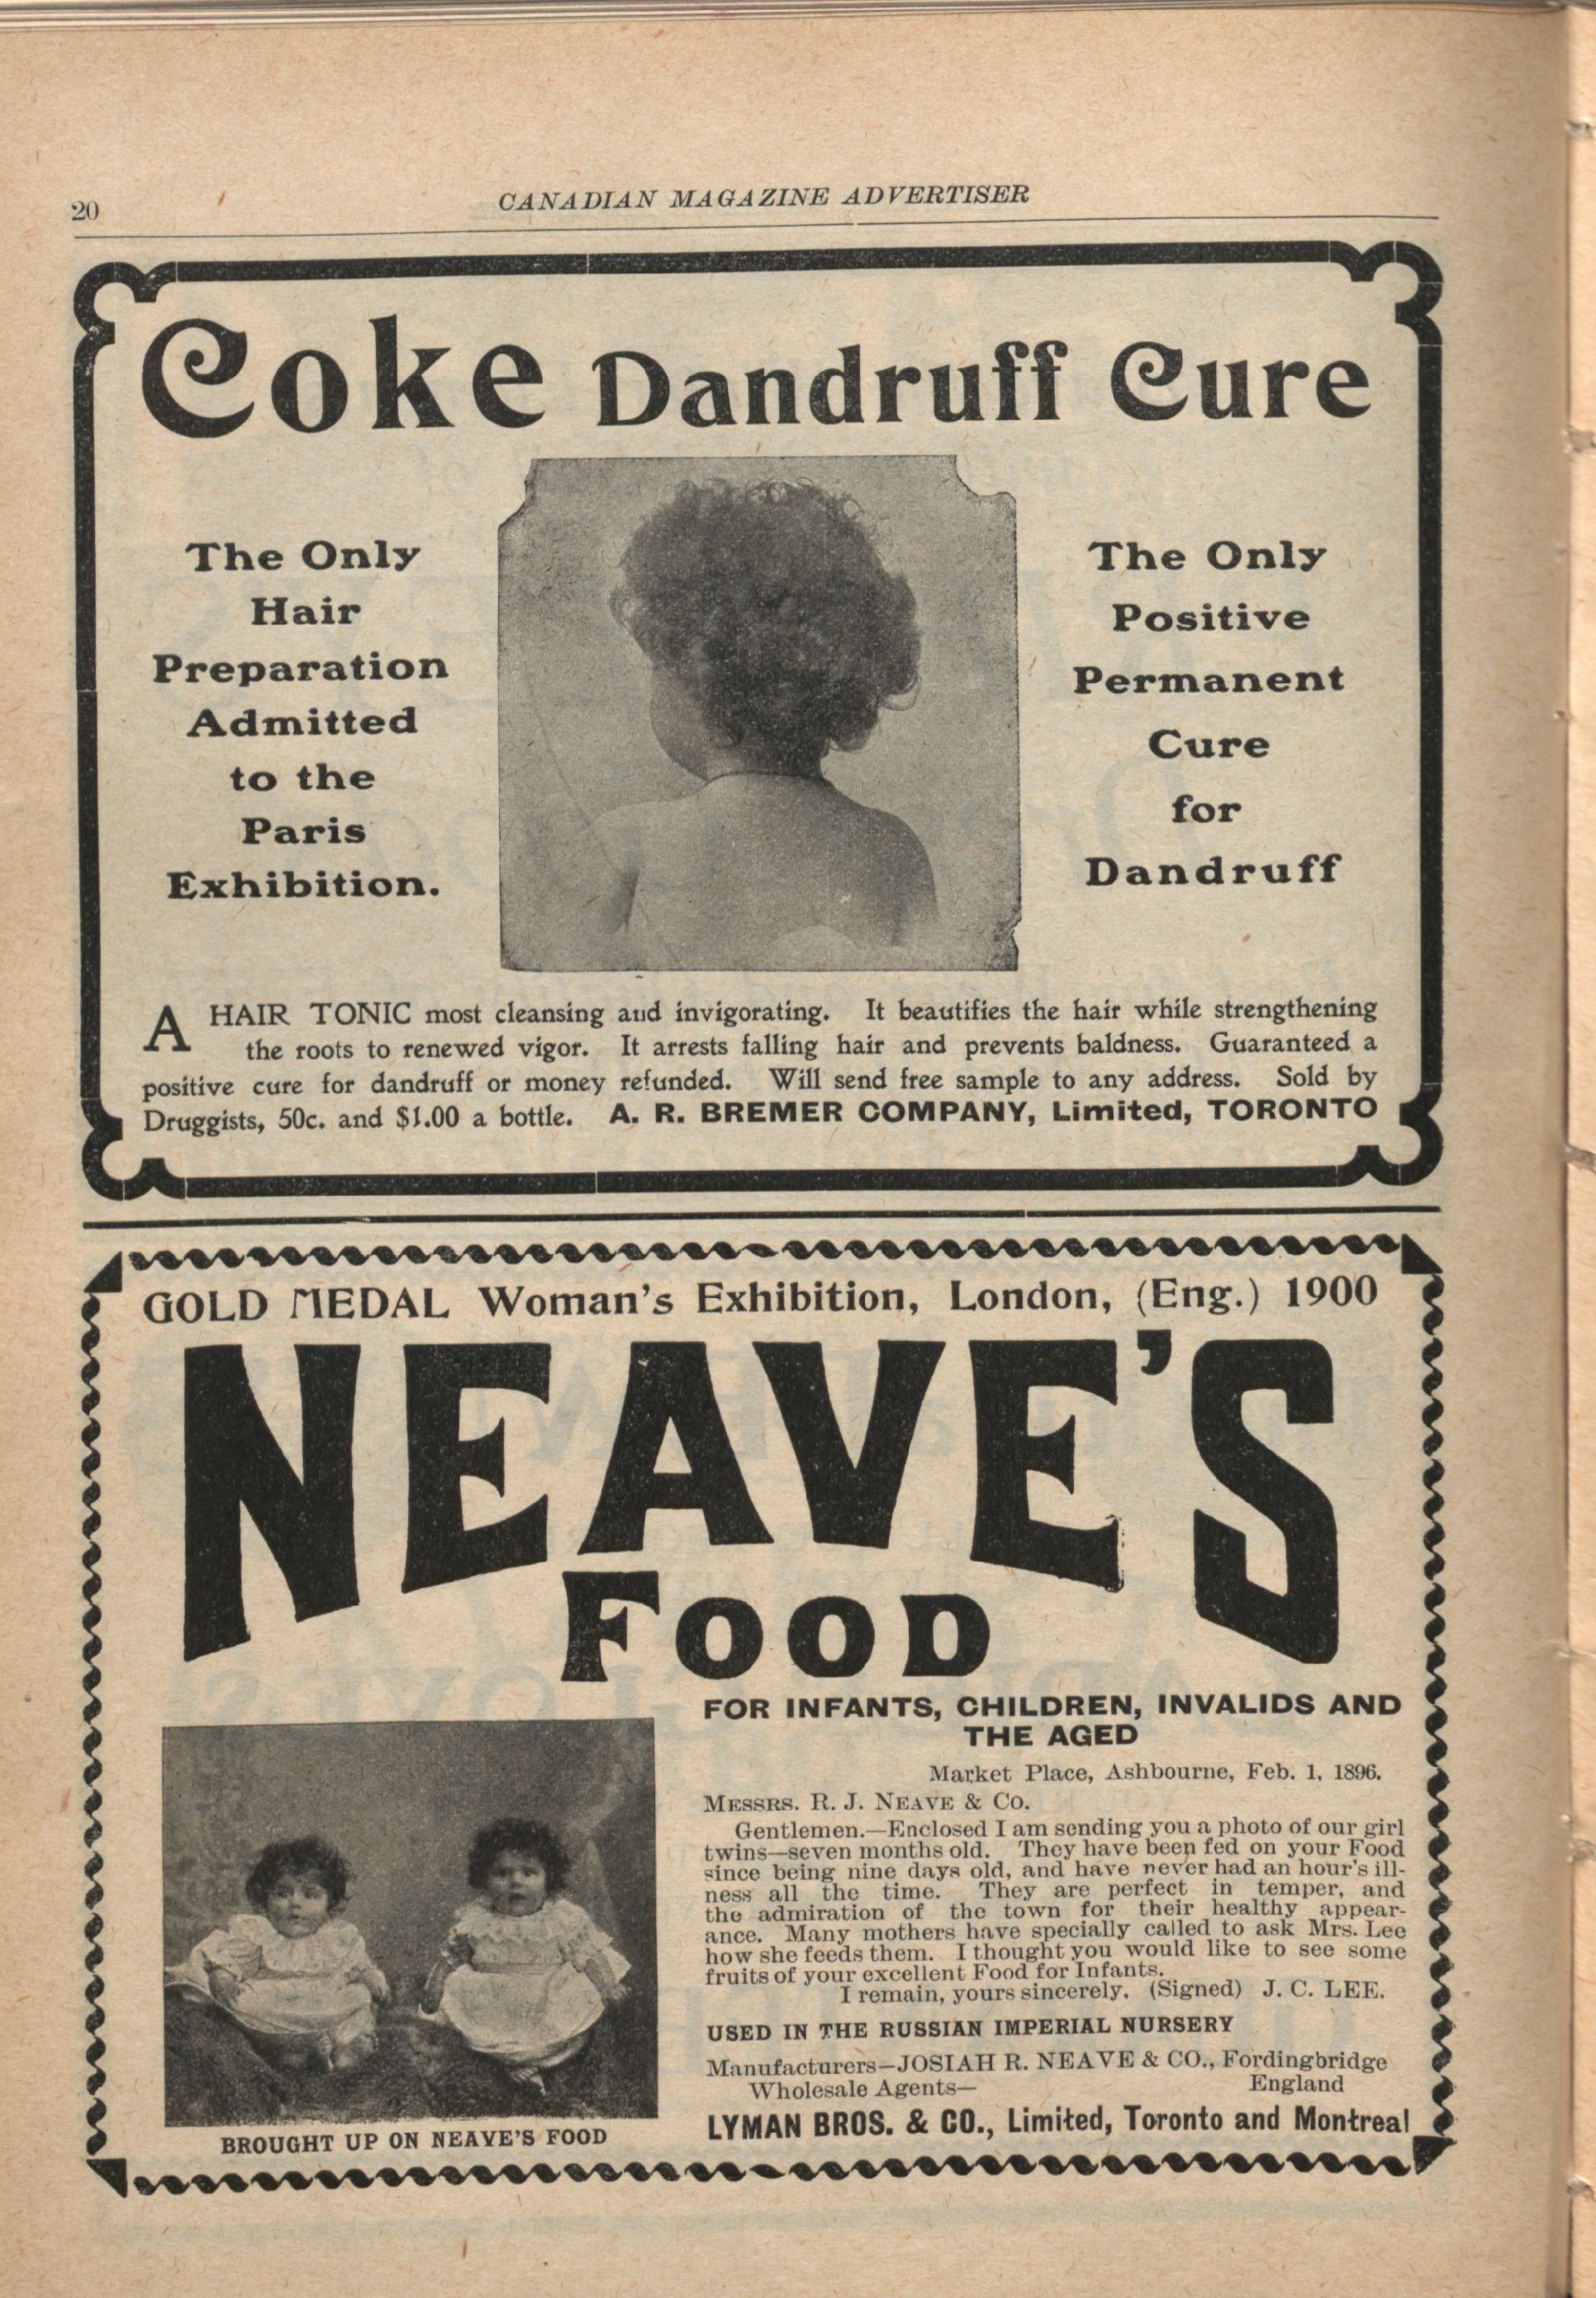 20
CANADIAN MAGAZINE ADVERTISER
Coke Dandruff Cure
The Only
Hair
Preparation
Admitted
to the
Paris
Exhibition.
The Only
Positive
Permanent
Cure
for
Dandruff
A HAIR TONIC most cleansing and invigorating. It beautifies the hair while strengthening
the roots to renewed vigor. It arrests falling hair and prevents baldness. Guaranteed a
positive cure for dandruff or money refunded. Will send free sample to any address. Sold by
Druggists, 50c. and $1.00 a bottle. A. R. BREMER COMPANY, Limited, TORONTO
GOLD MEDAL Woman's Exhibition, London, (Eng.) 1900
NEAVE'S
FOOD
FOR INFANTS, CHILDREN, INVALIDS AND
THE AGED
Market Place, Ashbourne, Feb. 1, 1896.
MESSRS. R. J. NEAVE & CO.
Gentlemen.—Enclosed I am sending you a photo of our girl
twins—seven months old. They have been fed on your Food
since being nine days old, and have never had an hour's ill-
ness all the time. They are perfect in temper, and
the admiration of the town for their healthy appear-
ance. Many mothers have specially called to ask Mrs. Lee
how she feeds them. I thought you would like to see some
fruits of your excellent Food for Infants.
I remain, yours sincerely, (Signed) J. C. LEE.
USED IN THE RUSSIAN IMPERIAL NURSERY
Manufacturers—JOSIAH R. NEAVE & CO., Fordingbridge
Wholesale Agents— England
LYMAN BROS. & CO., Limited, Toronto and Montreal
BROUGHT UP ON NEAVE'S FOOD